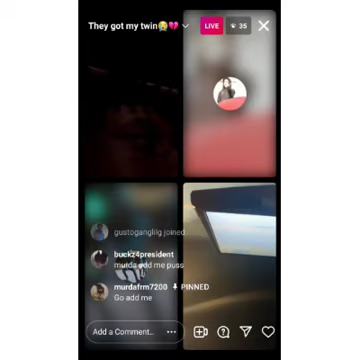 They got my twin😭💔
LIVE
35
gustoganglilg joined
buckz4president
murda add me puss
murdafrm7200 PINNED
Go add me
Add a Comment...